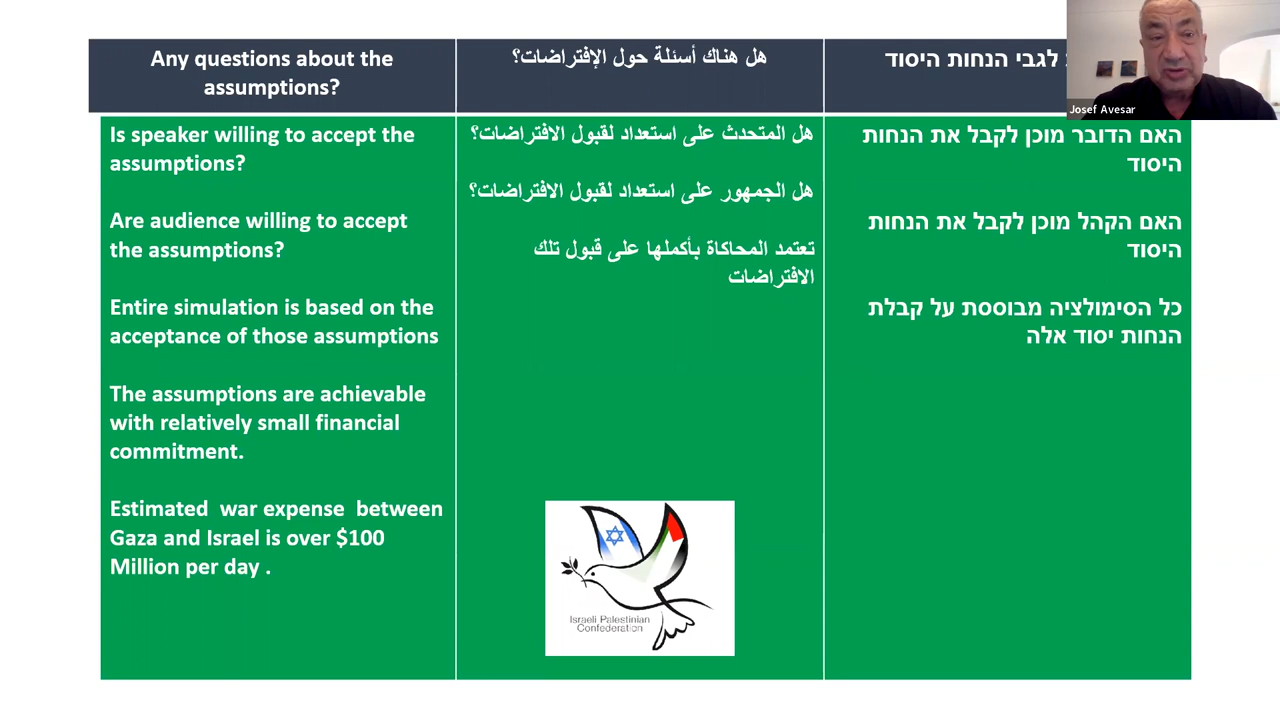 Any questions about the
assumptions?
هل هناك أسئلة حول الإفتراضات؟
לגבי הנחות היסוד
Josef Avesar
Is speaker willing to accept the
assumptions?
Are audience willing to accept
the assumptions?
Entire simulation is based on the
acceptance of those assumptions
The assumptions are achievable
with relatively small financial
commitment.
Estimated war expense between
Gaza and Israel is over $100
Million per day .
هل المتحدث على استعداد لقبول الافتراضات؟
هل الجمهور على استعداد لقبول الافتراضات؟
تعتمد المحاكاة بأكملها على قبول تلك
الافتراضات
Israeli Palestinian
Confederation
האם הדובר מוכן לקבל את הנחות
היסוד
האם הקהל מוכן לקבל את הנחות
היסוד
כל הסימולציה מבוססת על קבלת
הנחות יסוד אלה